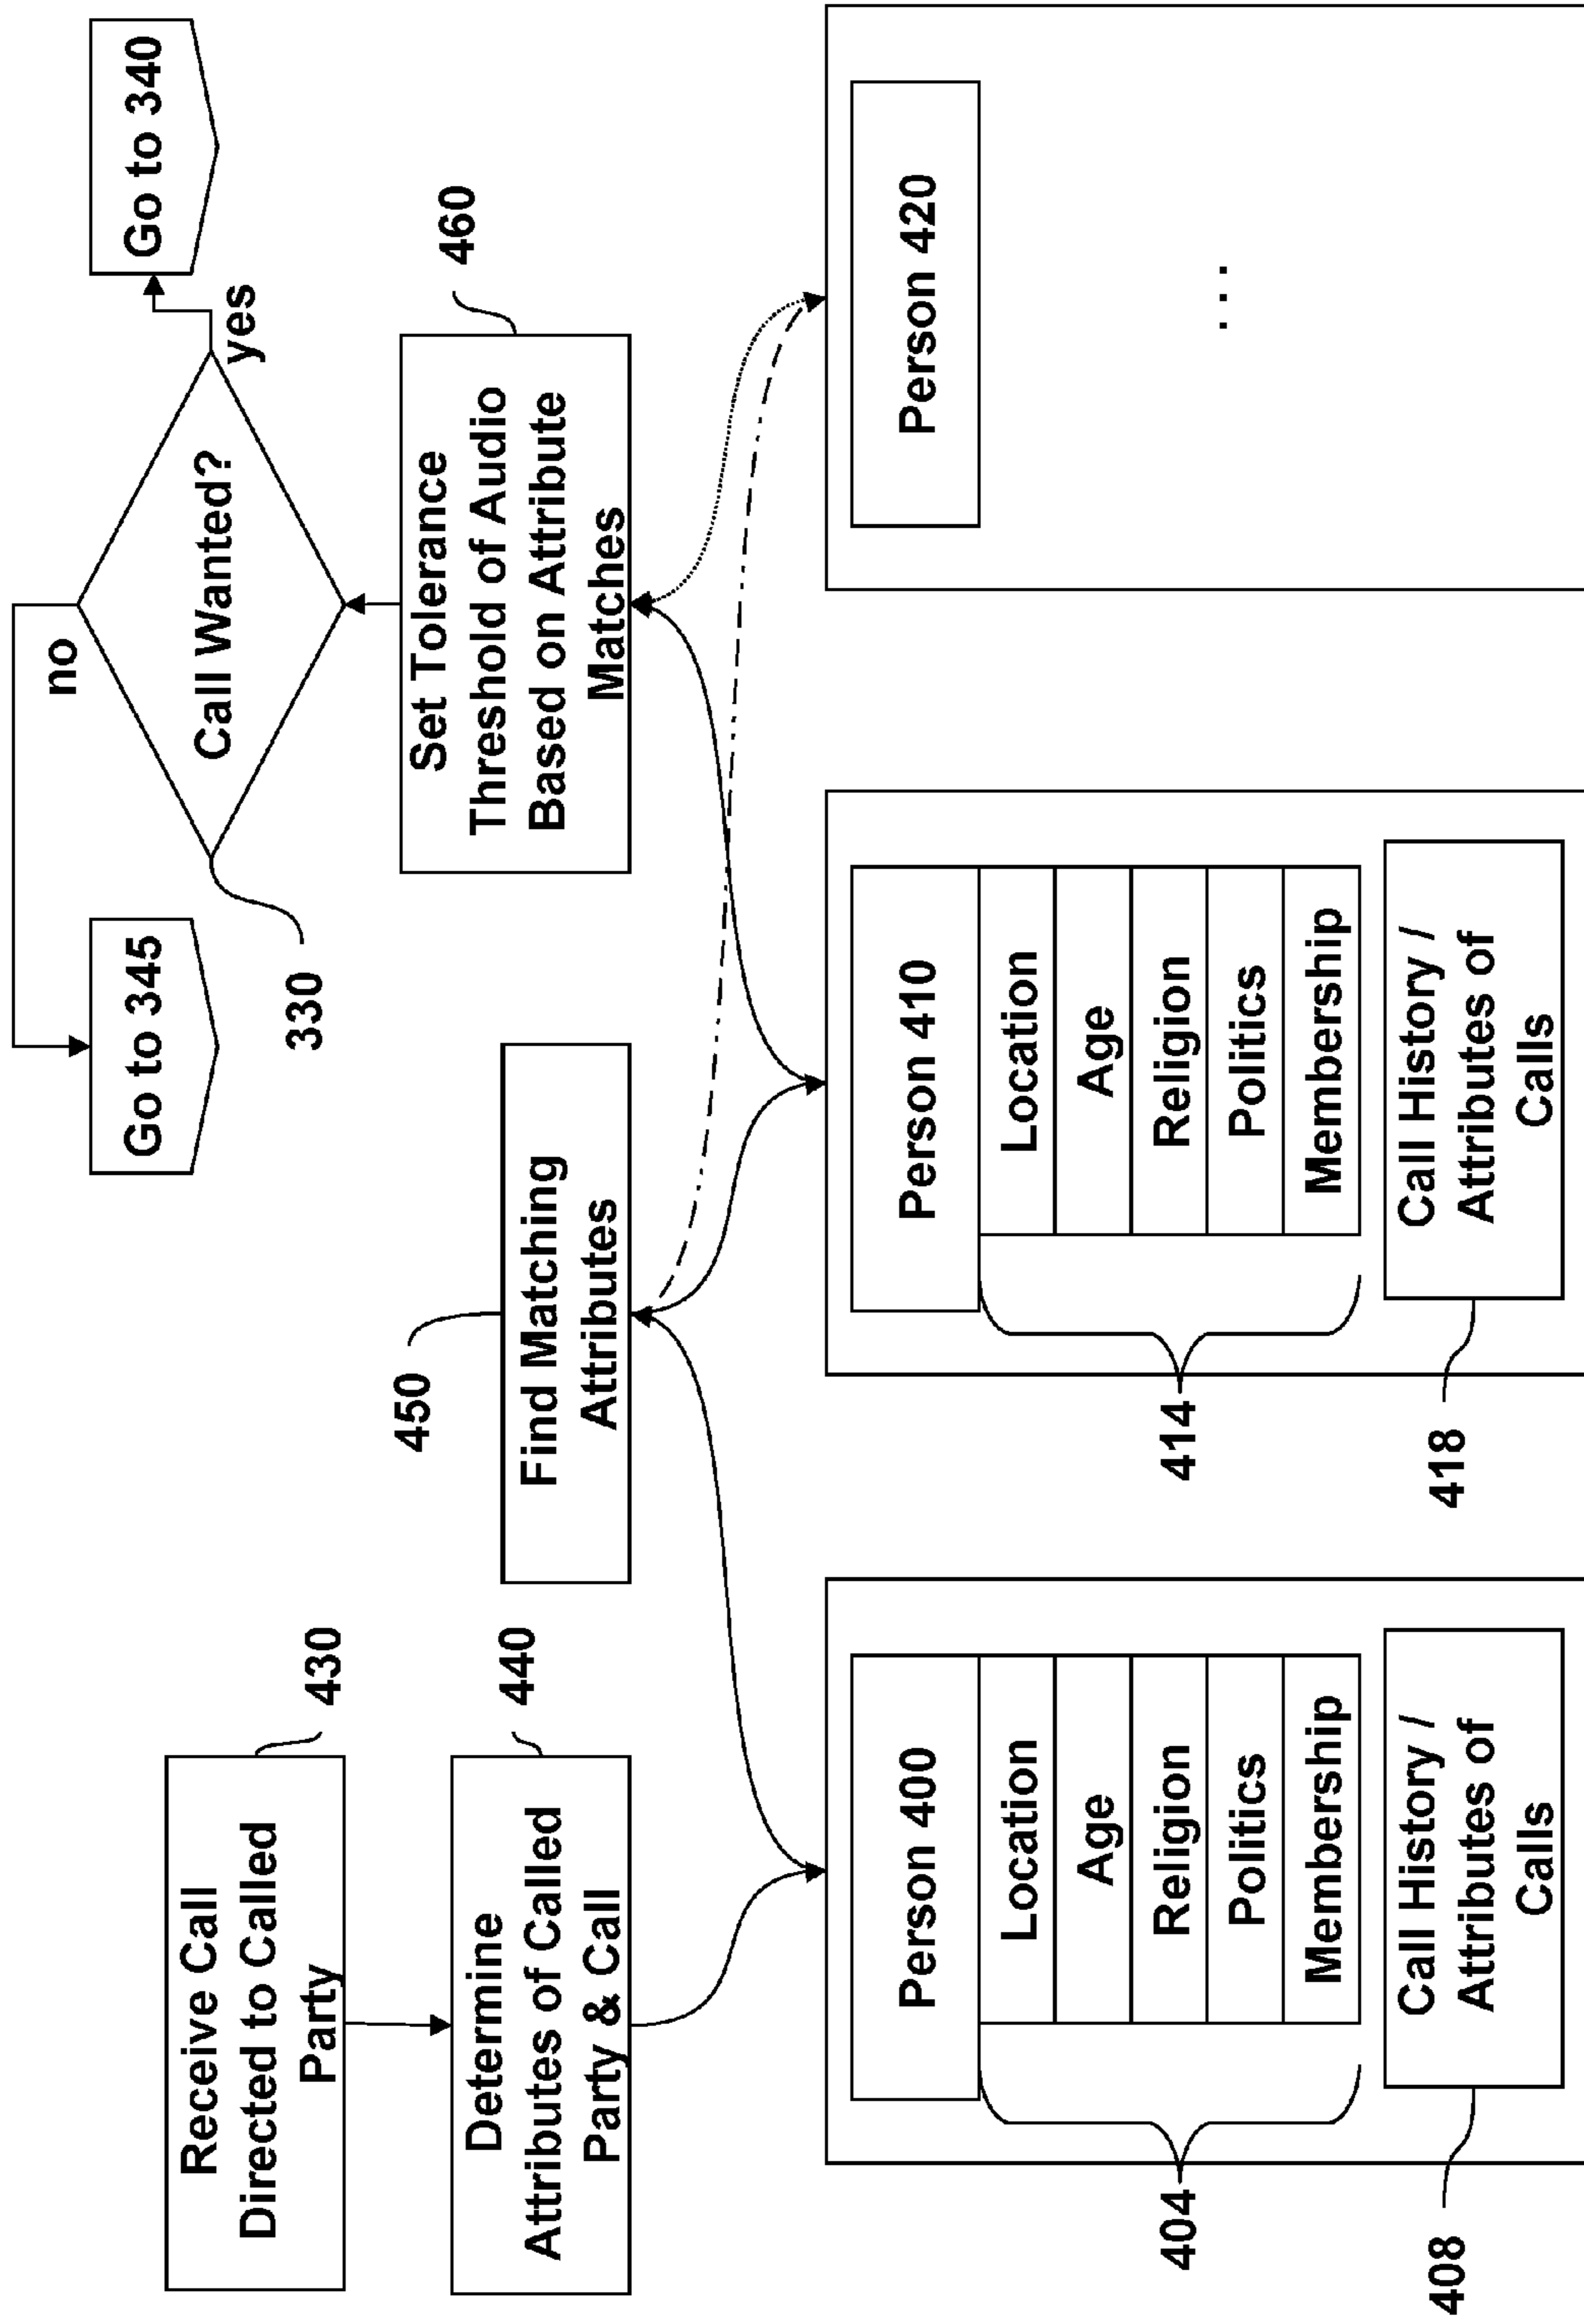 Receive Call
Directed to Called
Party
430
Determine
Attributes of Called
Party & Call
440
450
Find Matching
Attributes
Set Tolerance
Threshold of Audio
Based on Attribute
Matches
460
no
Go to 345
Call Wanted?
330
yes
Go to 340
Person 400
Location
Age
Religion
Politics
Membership
404
Call History /
Attributes of
Calls
408
Person 410
Location
Age
Religion
Politics
Membership
414
Call History /
Attributes of
Calls
418
Person 420
...